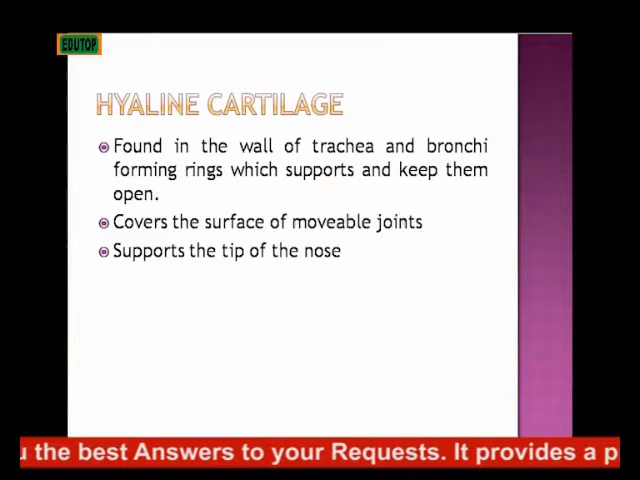 EDUTOP
HYALINE CARTILAGE
Found in the wall of trachea and bronchi
forming rings which supports and keep them
open.
Covers the surface of moveable joints
Supports the tip of the nose
the best Answers to your Requests. It provides a